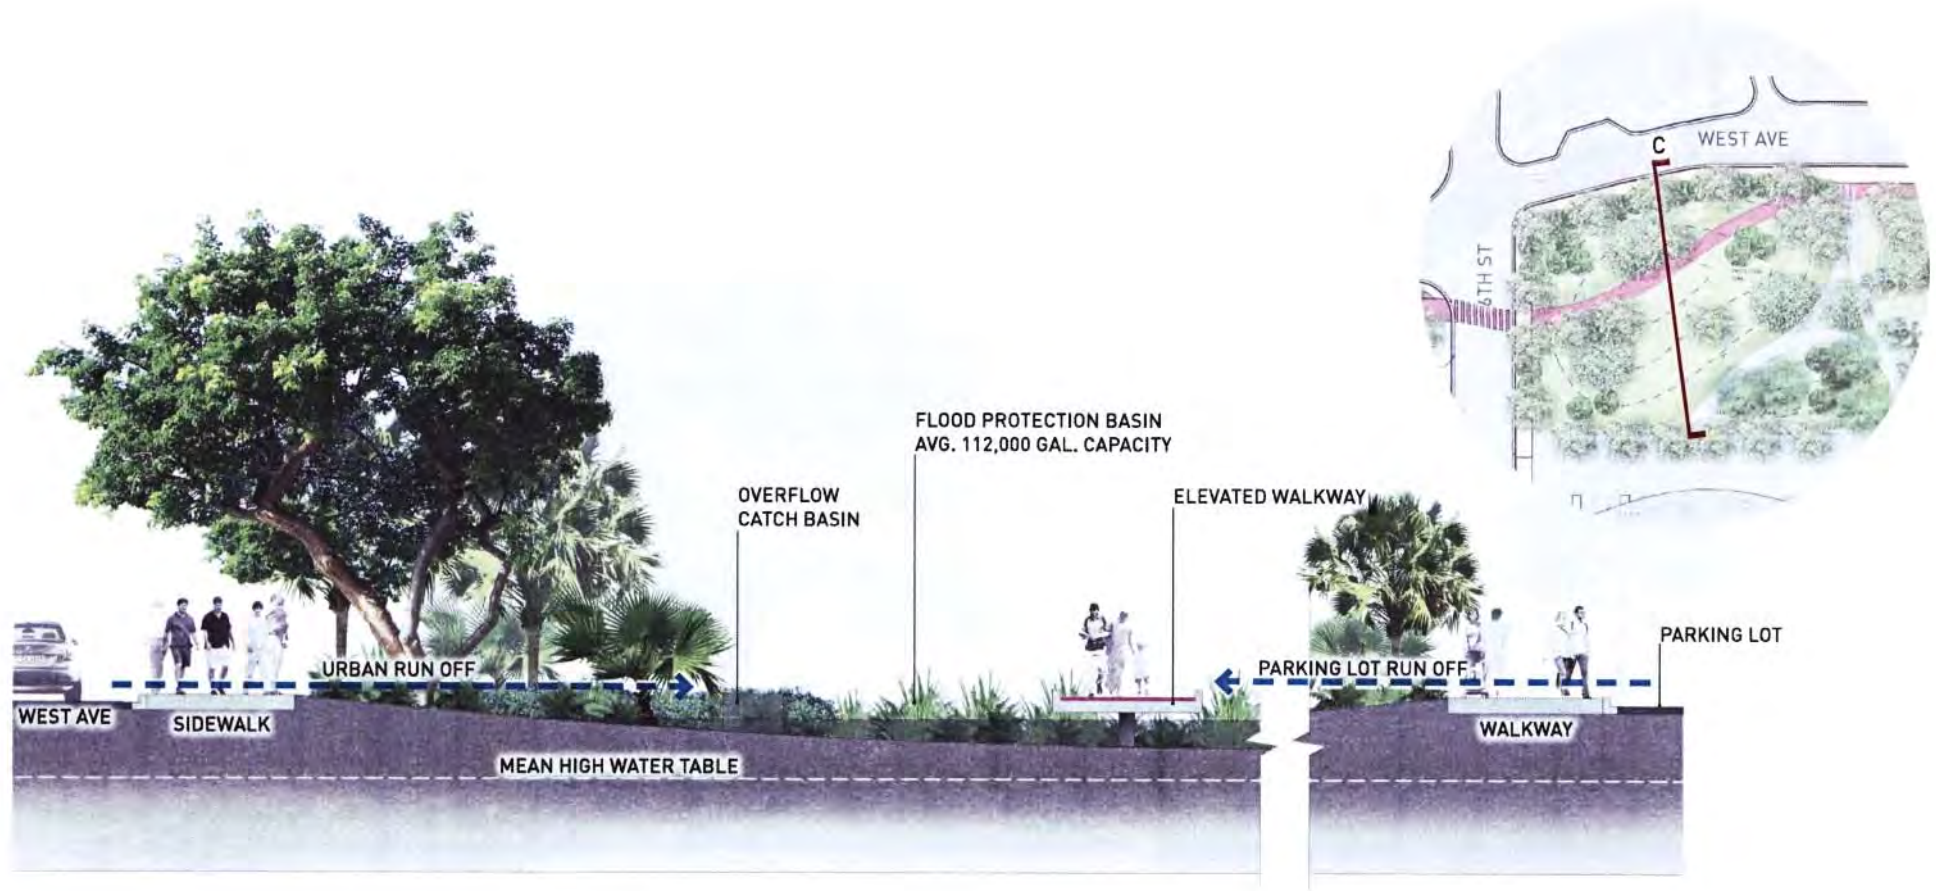 C
WEST AVE
6TH ST
FLOOD PROTECTION BASIN
AVG. 112,000 GAL. CAPACITY
OVERFLOW
CATCH BASIN
ELEVATED WALKWAY
PARKING LOT
URBAN RUN OFF
PARKING LOT RUN OFF
WEST AVE
SIDEWALK
WALKWAY
MEAN HIGH WATER TABLE